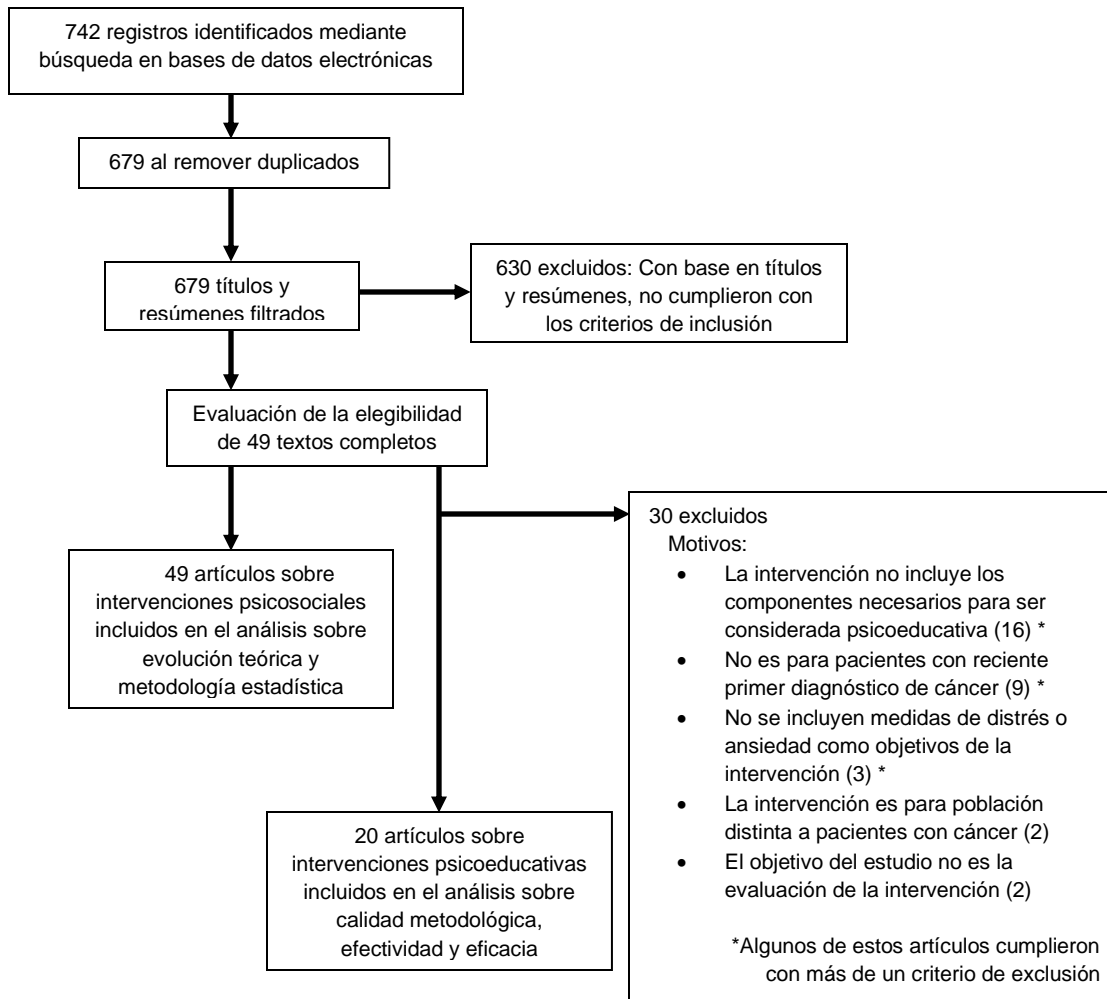 742 registros identificados mediante
búsqueda en bases de datos electrónicas
679 al remover duplicados
679 títulos y
resúmenes filtrados
630 excluidos: Con base en títulos
y resúmenes, no cumplieron con
los criterios de inclusión
Evaluación de la elegibilidad
de 49 textos completos
49 artículos sobre
intervenciones psicosociales
incluidos en el análisis sobre
evolución teórica y
metodología estadística
30 excluidos
Motivos:
• La intervención no incluye los
componentes necesarios para ser
considerada psicoeducativa (16) *
• No es para pacientes con reciente
primer diagnóstico de cáncer (9) *
• No se incluyen medidas de distrés o
ansiedad como objetivos de la
intervención (3) *
• La intervención es para población
distinta a pacientes con cáncer (2)
• El objetivo del estudio no es la
evaluación de la intervención (2)
*Algunos de estos artículos cumplieron
con más de un criterio de exclusión
20 artículos sobre
intervenciones psicoeducativas
incluidos en el análisis sobre
calidad metodológica,
efectividad y eficacia